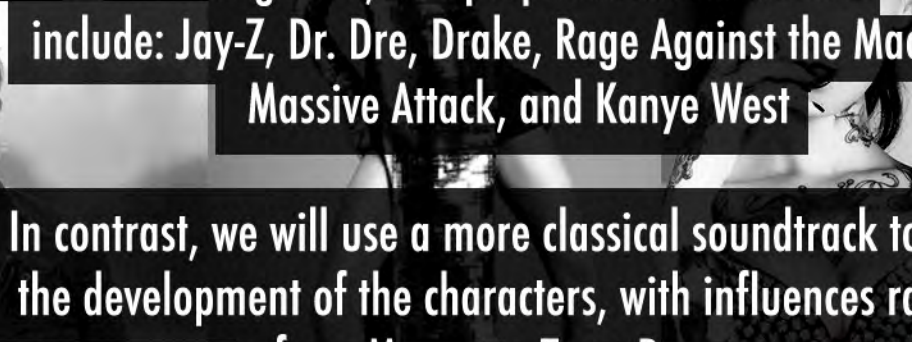 include: Jay-Z, Dr. Dre, Drake, Rage Against the
Massive Attack, and Kanye West
In contrast, we will use a more classical soundtrack
the development of the characters, with influences